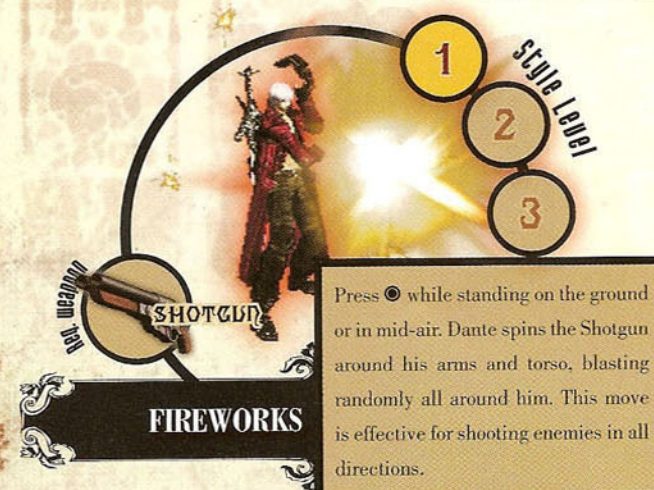 1
Style Level
2
3
Req. weapon
SHOTGUN
FIREWORKS
Press ◉ while standing on the ground
or in mid-air. Dante spins the Shotgun
around his arms and torso, blasting
randomly all around him. This move
is effective for shooting enemies in all
directions.